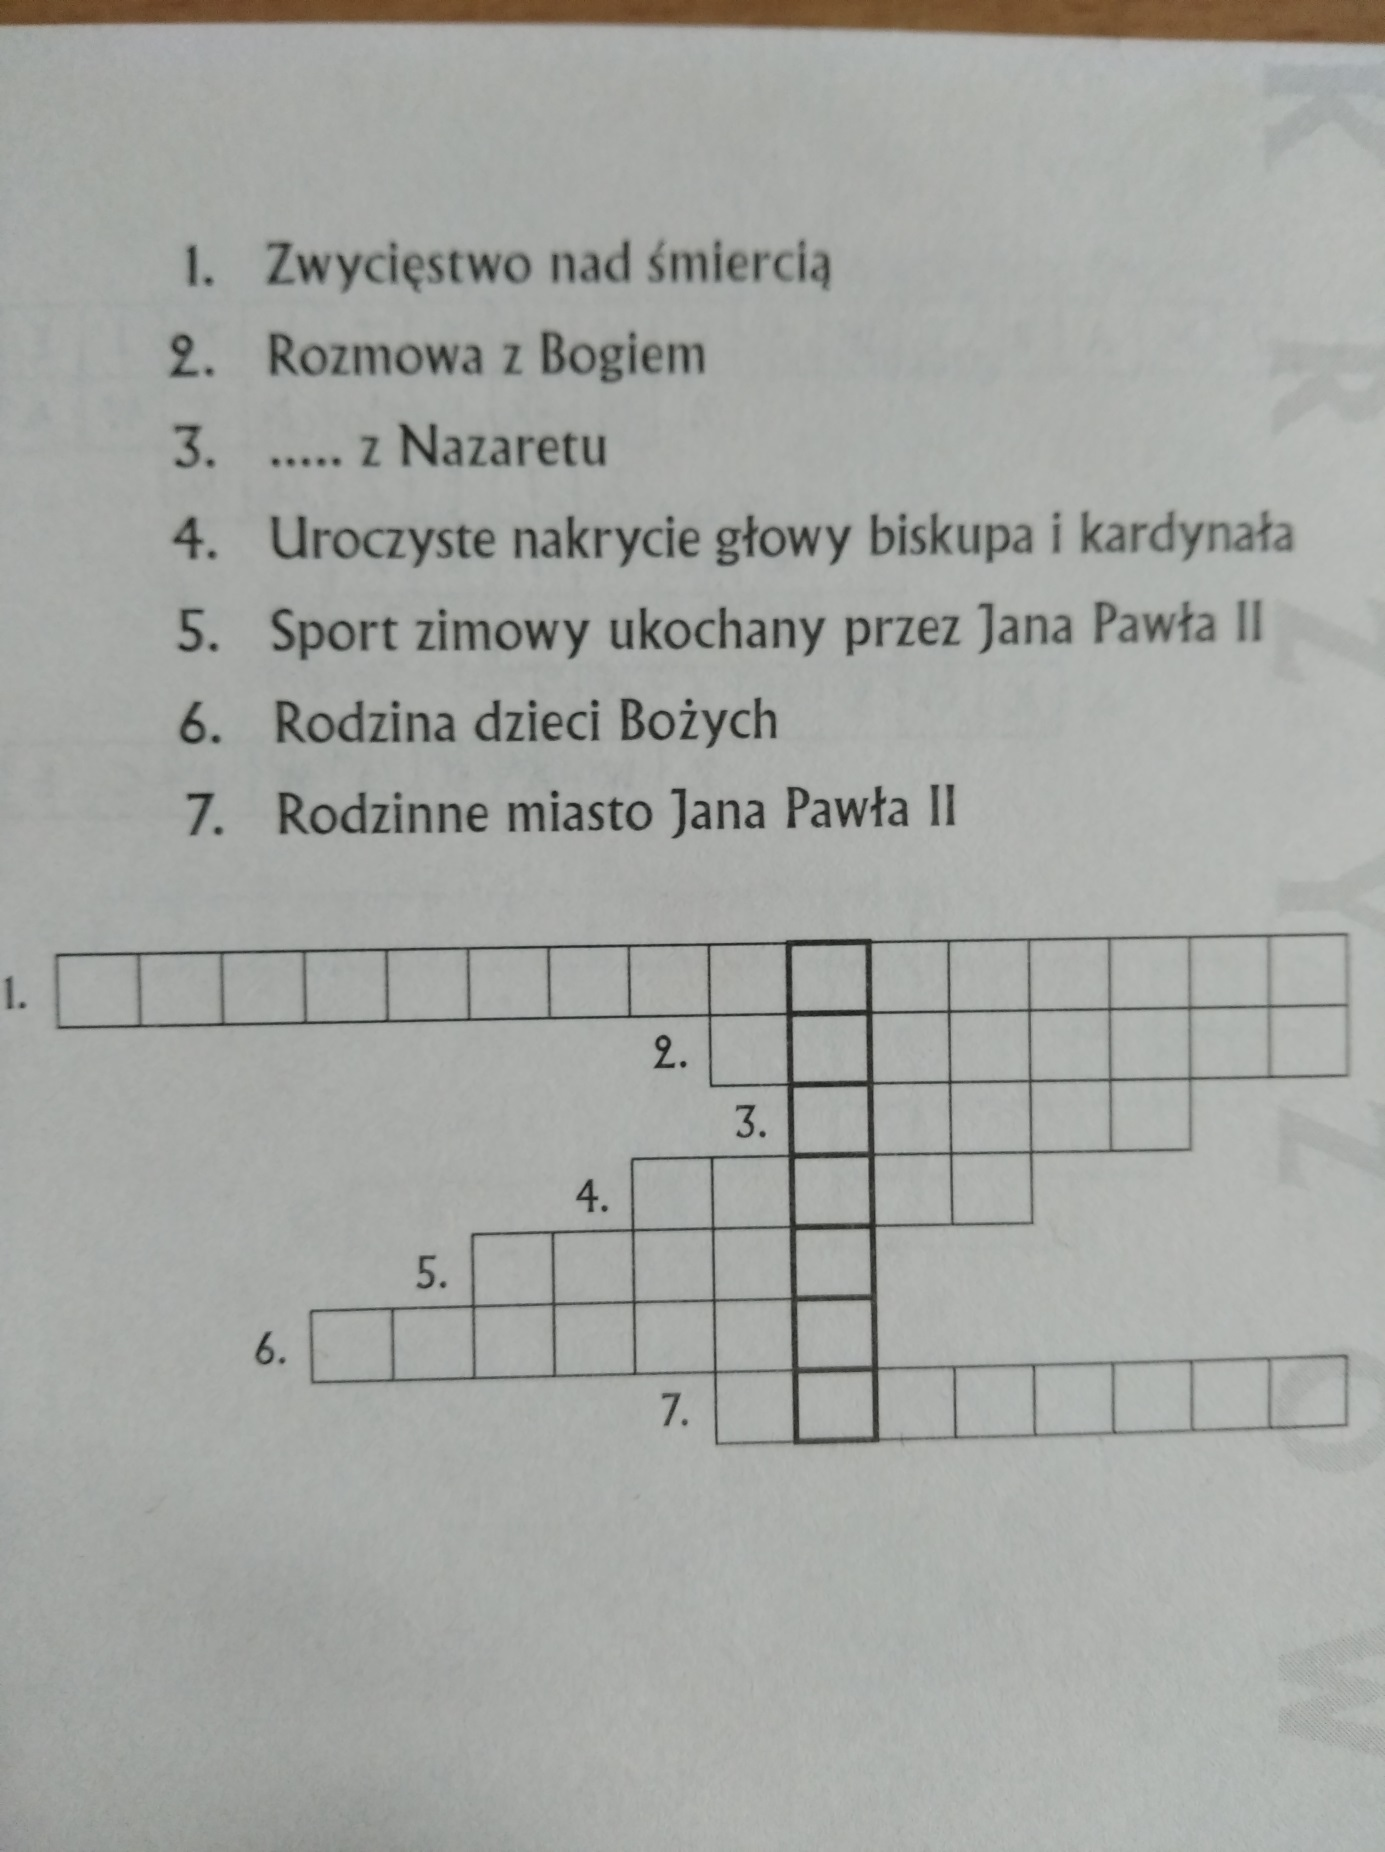 1. Zwycięstwo nad śmiercią
2. Rozmowa z Bogiem
3. ..... z Nazaretu
4. Uroczyste nakrycie głowy biskupa i kardynała
5. Sport zimowy ukochany przez Jana Pawła II
6. Rodzina dzieci Bożych
7. Rodzinne miasto Jana Pawła II
1.
2.
3.
4.
5.
6.
7.
K R Z Y Ż O W